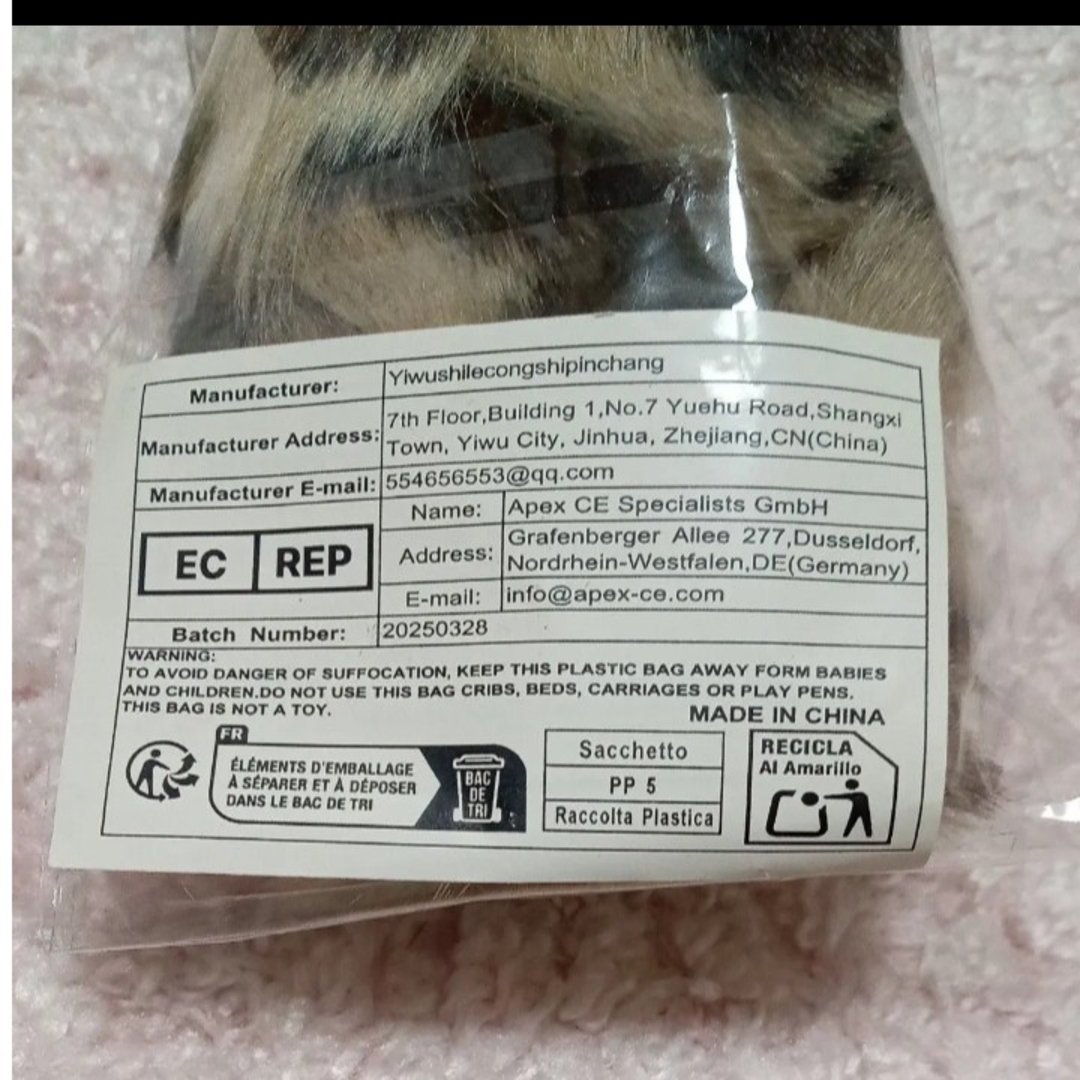 Manufacturer: Yiwushilecongshipinchang
Manufacturer Address: 7th Floor,Building 1,No.7 Yuehu Road,Shangxi
Town, Yiwu City, Jinhua, Zhejiang,CN(China)
Manufacturer E-mail: 554656553@qq.com
EC REP
Name: Apex CE Specialists GmbH
Address: Grafenberger Allee 277,Dusseldorf,
Nordrhein-Westfalen,DE(Germany)
E-mail: info@apex-ce.com
Batch Number: 20250328
WARNING:
TO AVOID DANGER OF SUFFOCATION, KEEP THIS PLASTIC BAG AWAY FORM BABIES
AND CHILDREN.DO NOT USE THIS BAG CRIBS, BEDS, CARRIAGES OR PLAY PENS.
THIS BAG IS NOT A TOY.
MADE IN CHINA
FR
ÉLÉMENTS D'EMBALLAGE
À SÉPARER ET À DÉPOSER
DANS LE BAC DE TRI
BAC
DE
TRI
Sacchetto
PP 5
Raccolta Plastica
RECICLA
Al Amarillo